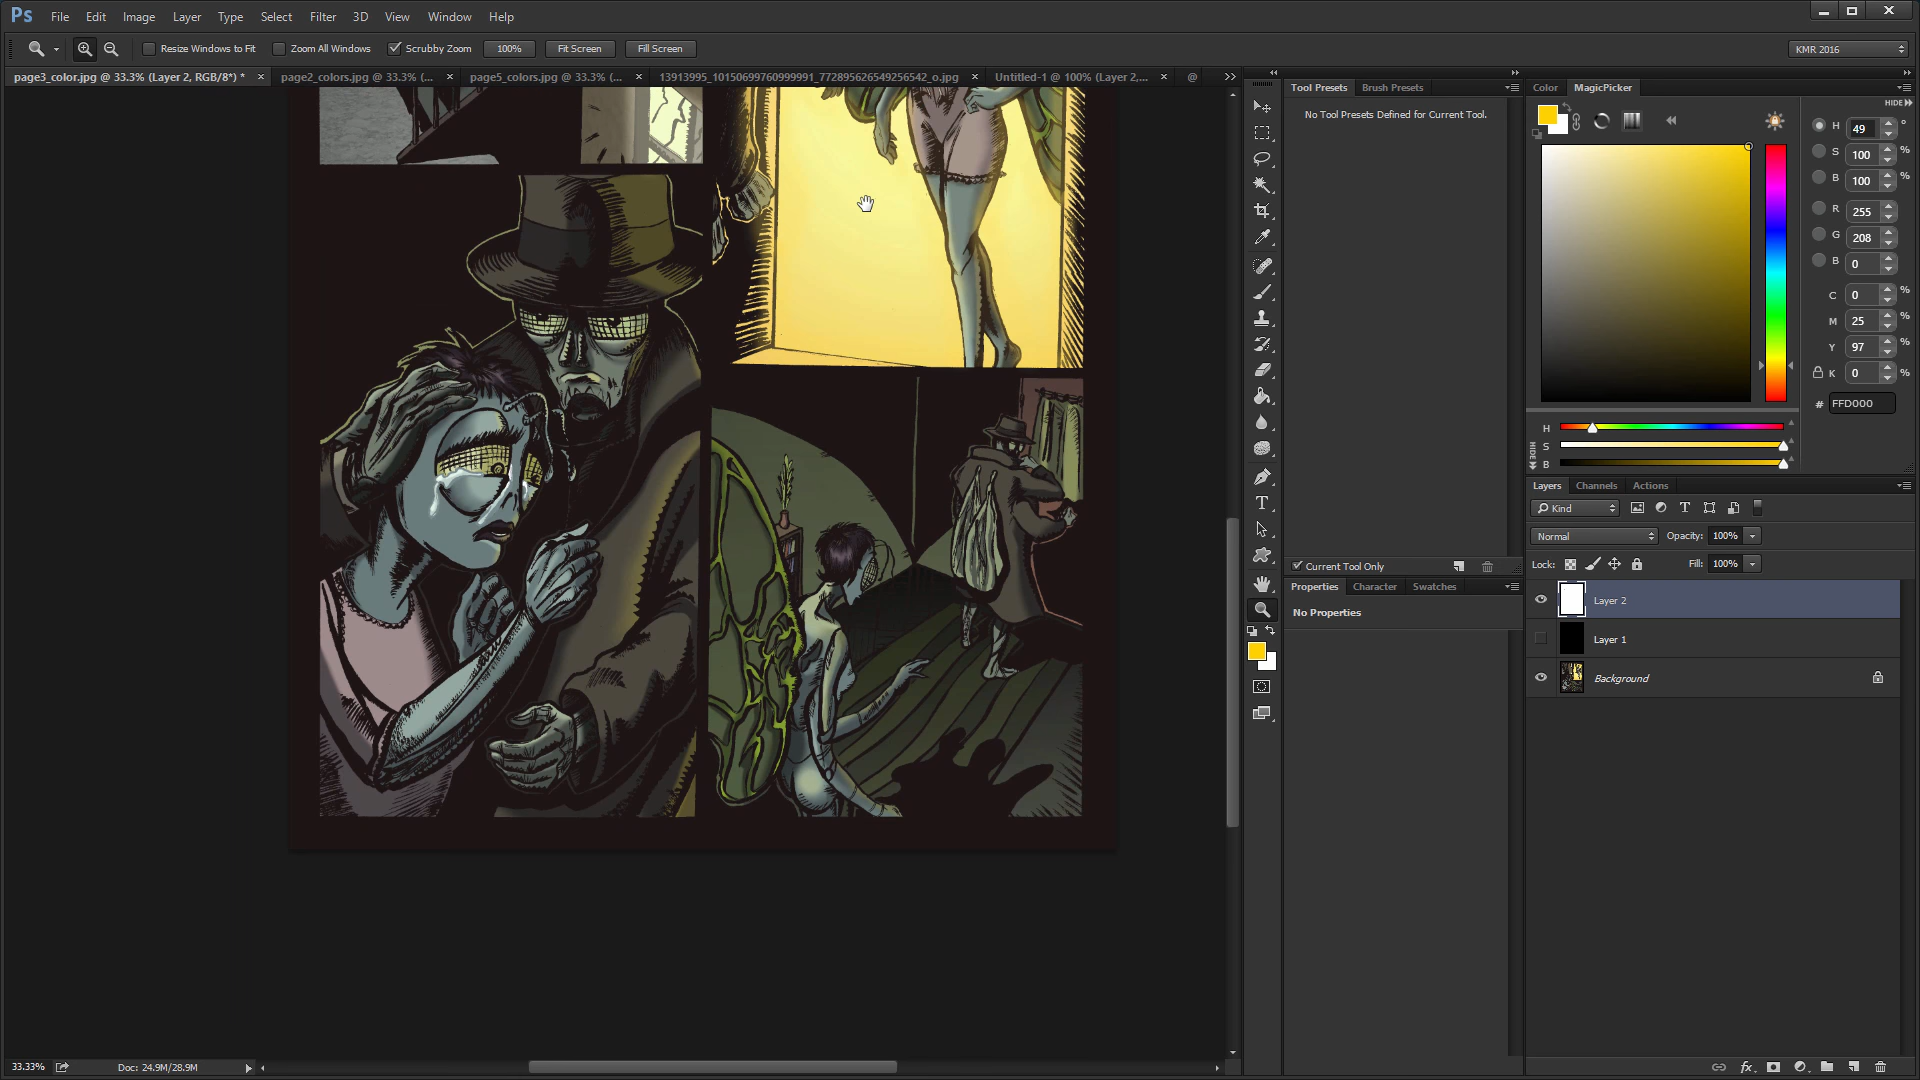 Ps File Edit Image Layer Type Select Filter 3D View Window Help
Resize Windows to Fit Zoom All Windows Scrubby Zoom 100% Fit Screen Fill Screen KMR 2016
page3_color.jpg @ 33.3% (Layer 2, RGB/8*) * page2_colors.jpg @ 33.3% (... page5_colors.jpg @ 33.3% (... 13913995_10150699760999991_772895626549256542_o.jpg Untitled-1 @ 100% (Layer 2,... @
Tool Presets Brush Presets
No Tool Presets Defined for Current Tool.
Current Tool Only
Properties Character Swatches
No Properties
Color MagicPicker
HIDE
H 49 °
S 100 %
B 100 %
R 255
G 208
B 0
C 0 %
M 25 %
Y 97 %
K 0 %
# FFD000
HIDE
H
S
B
Layers Channels Actions
Kind
Normal Opacity: 100%
Lock: Fill: 100%
Layer 2
Layer 1
Background
fx
33.33% Doc: 24.9M/28.9M